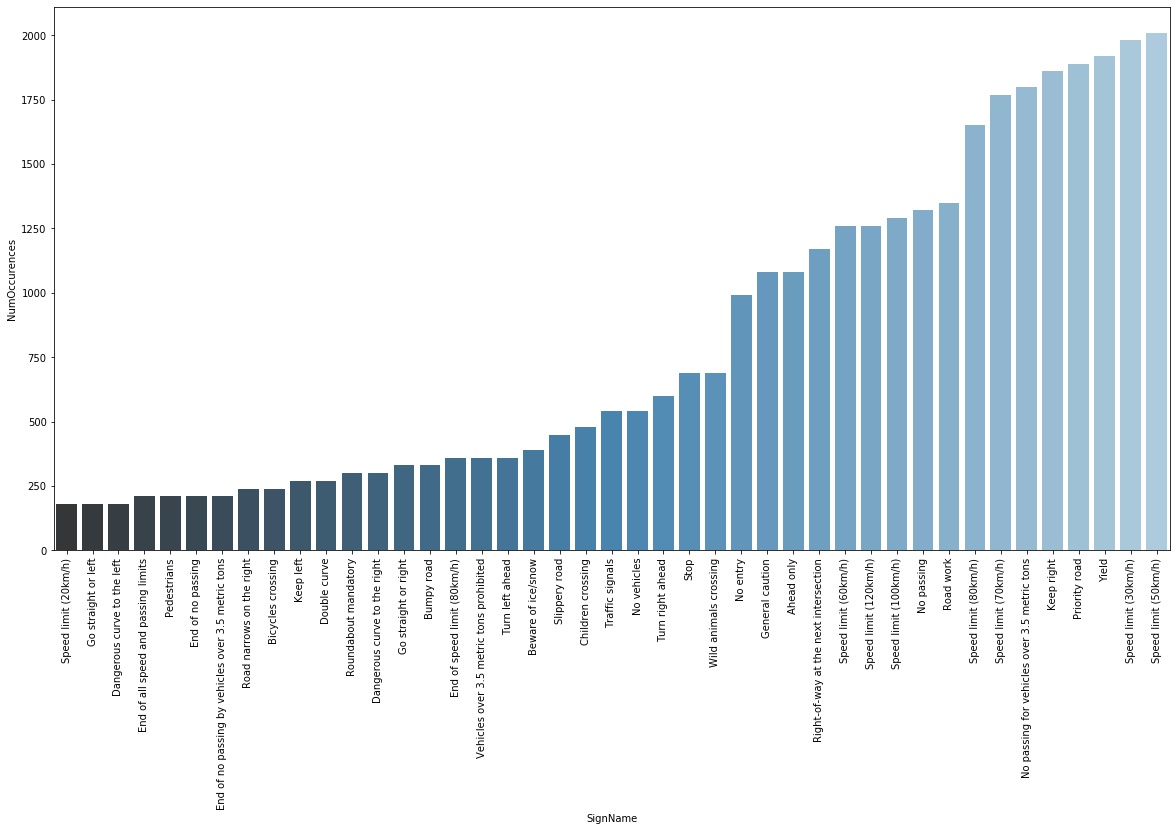 2000
1750
1500
1250
1000
750
500
250
0
NumOccurences
Speed limit (20km/h)
Go straight or left
Dangerous curve to the left
End of all speed and passing limits
Pedestrians
End of no passing
End of no passing by vehicles over 3.5 metric tons
Road narrows on the right
Bicycles crossing
Keep left
Double curve
Roundabout mandatory
Dangerous curve to the right
Go straight or right
Bumpy road
End of speed limit (80km/h)
Vehicles over 3.5 metric tons prohibited
Turn left ahead
Beware of ice/snow
Slippery road
Children crossing
Traffic signals
No vehicles
Turn right ahead
Stop
Wild animals crossing
No entry
General caution
Ahead only
Right-of-way at the next intersection
Speed limit (60km/h)
Speed limit (120km/h)
Speed limit (100km/h)
No passing
Road work
Speed limit (80km/h)
Speed limit (70km/h)
No passing for vehicles over 3.5 metric tons
Keep right
Priority road
Yield
Speed limit (30km/h)
Speed limit (50km/h)
SignName